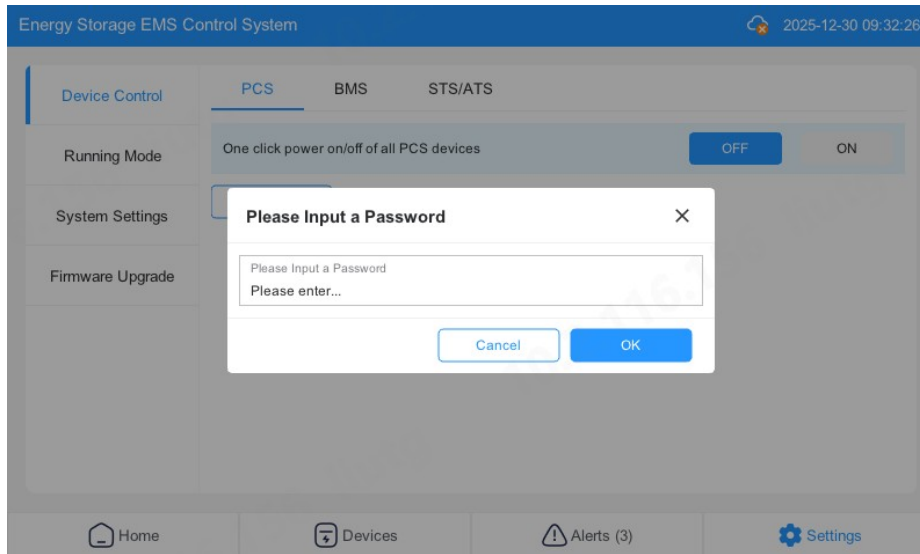 Energy Storage EMS Control System
2025-12-30 09:32:26
Device Control
PCS BMS STS/ATS
Running Mode
One click power on/off of all PCS devices
OFF ON
System Settings
Please Input a Password
Firmware Upgrade
Please Input a Password
Please enter...
Cancel OK
Home Devices Alerts (3) Settings